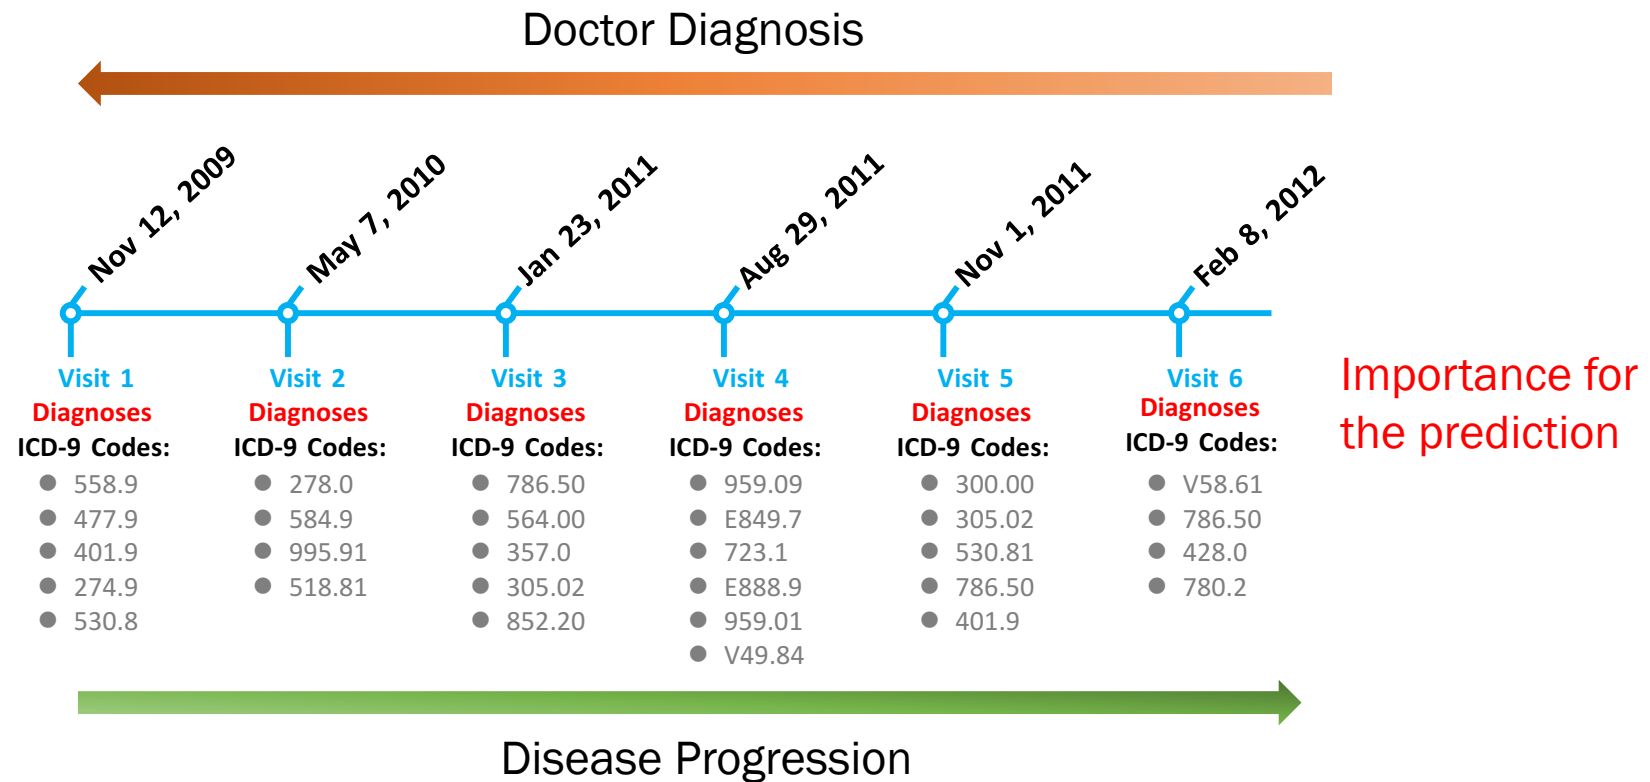 Doctor Diagnosis
Nov 12, 2009
May 7, 2010
Jan 23, 2011
Aug 29, 2011
Nov 1, 2011
Feb 8, 2012
Visit 1
Diagnoses
ICD-9 Codes:
558.9
477.9
401.9
274.9
530.8
Visit 2
Diagnoses
ICD-9 Codes:
278.0
584.9
995.91
518.81
Visit 3
Diagnoses
ICD-9 Codes:
786.50
564.00
357.0
305.02
852.20
Visit 4
Diagnoses
ICD-9 Codes:
959.09
E849.7
723.1
E888.9
959.01
V49.84
Visit 5
Diagnoses
ICD-9 Codes:
300.00
305.02
530.81
786.50
401.9
Visit 6
Diagnoses
ICD-9 Codes:
V58.61
786.50
428.0
780.2
Importance for
the prediction
Disease Progression